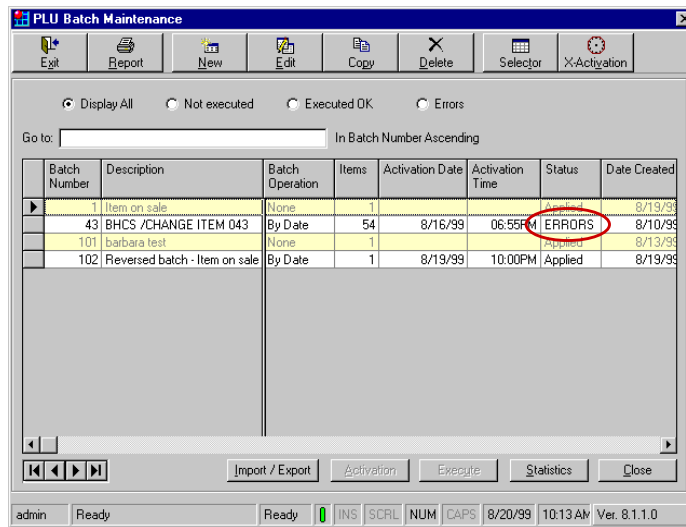 PLU Batch Maintenance
Exit Report New Edit Copy Delete Selector X-Activation
Display All Not executed Executed OK Errors
Go to: In Batch Number Ascending
Batch Number Description Batch Operation Items Activation Date Activation Time Status Date Created
1 Item on sale None 1 Applied 8/19/99
43 BHCS /CHANGE ITEM 043 By Date 54 8/16/99 06:55PM ERRORS 8/10/99
101 barbara test None 1 Applied 8/13/99
102 Reversed batch - Item on sale By Date 1 8/19/99 10:00PM Applied 8/19/99
Import / Export Activation Execute Statistics Close
admin Ready Ready INS SCRL NUM CAPS 8/20/99 10:13 AM Ver. 8.1.1.0